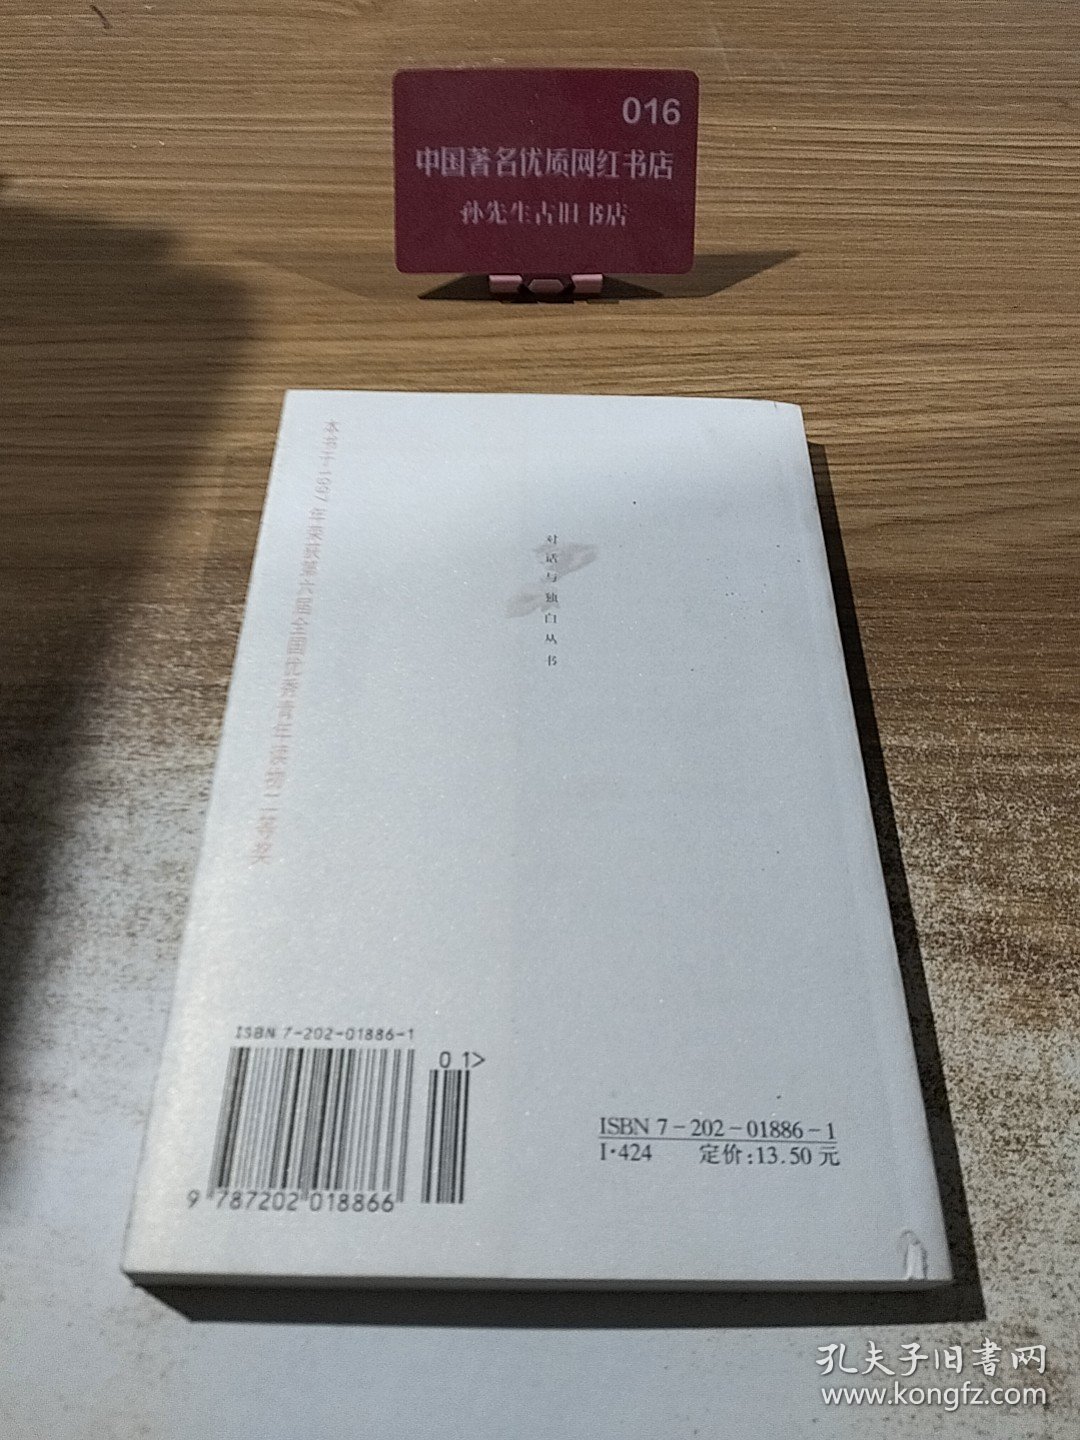 016
中国著名优质网红书店
孙先生古旧书店
对话与独白丛书
ISBN 7-202-01886-1
01>
9 787202 018866
ISBN 7-202-01886-1
I·424 定价:13.50元
孔夫子旧书网
www.kongfz.com